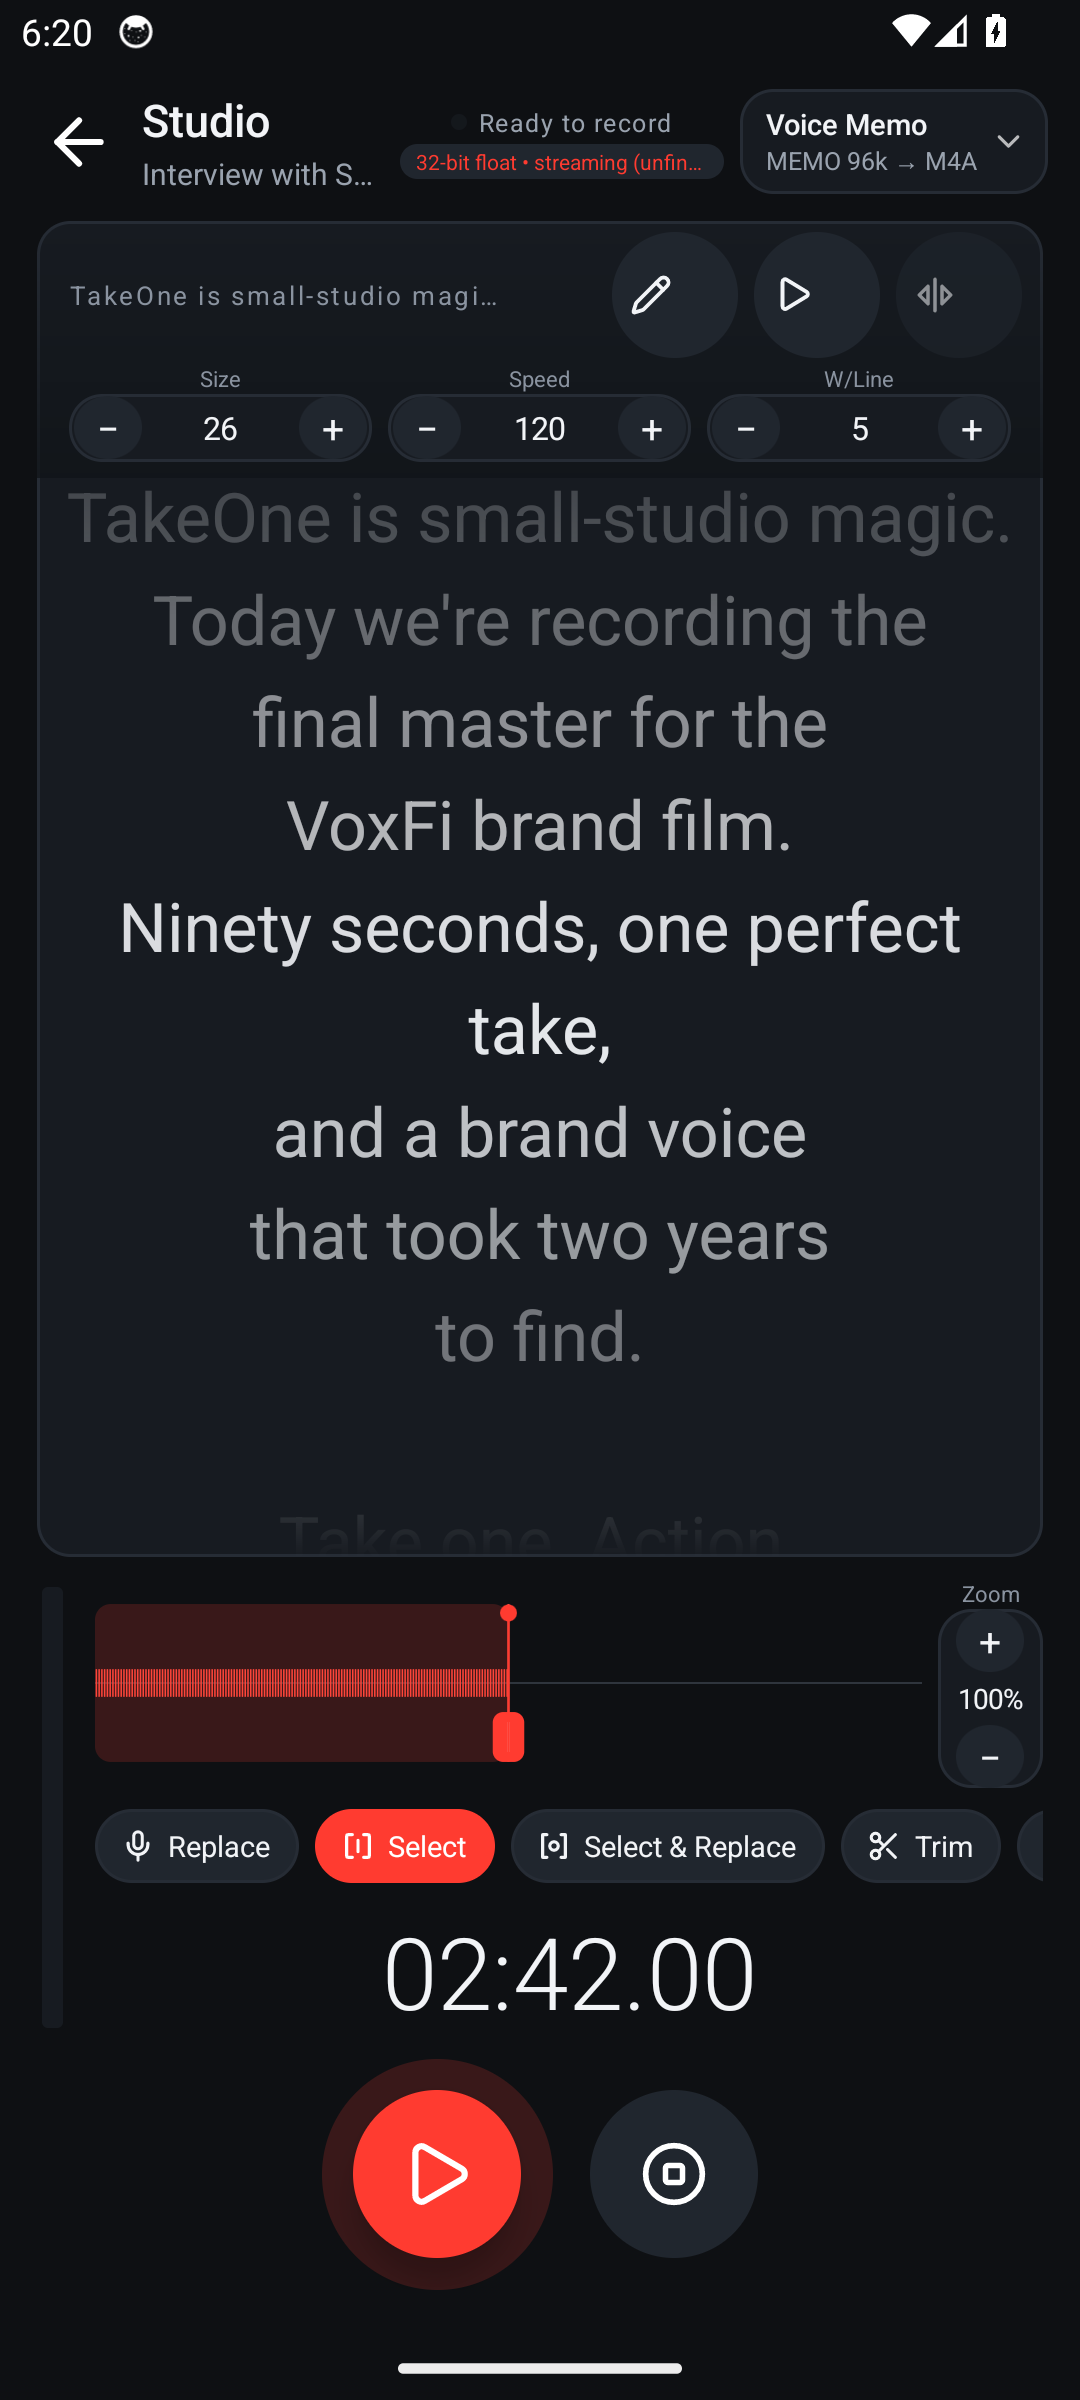 6:20
Studio
Interview with S...
Ready to record
32-bit float • streaming (unfin...
Voice Memo
MEMO 96k → M4A
TakeOne is small-studio magi...
Size
Speed
W/Line
− 26 +
− 120 +
− 5 +
TakeOne is small-studio magic.
Today we're recording the
final master for the
VoxFi brand film.
Ninety seconds, one perfect
take,
and a brand voice
that took two years
to find.
Take one. Action
Zoom
+
100%
−
Replace
Select
Select & Replace
Trim
02:42.00